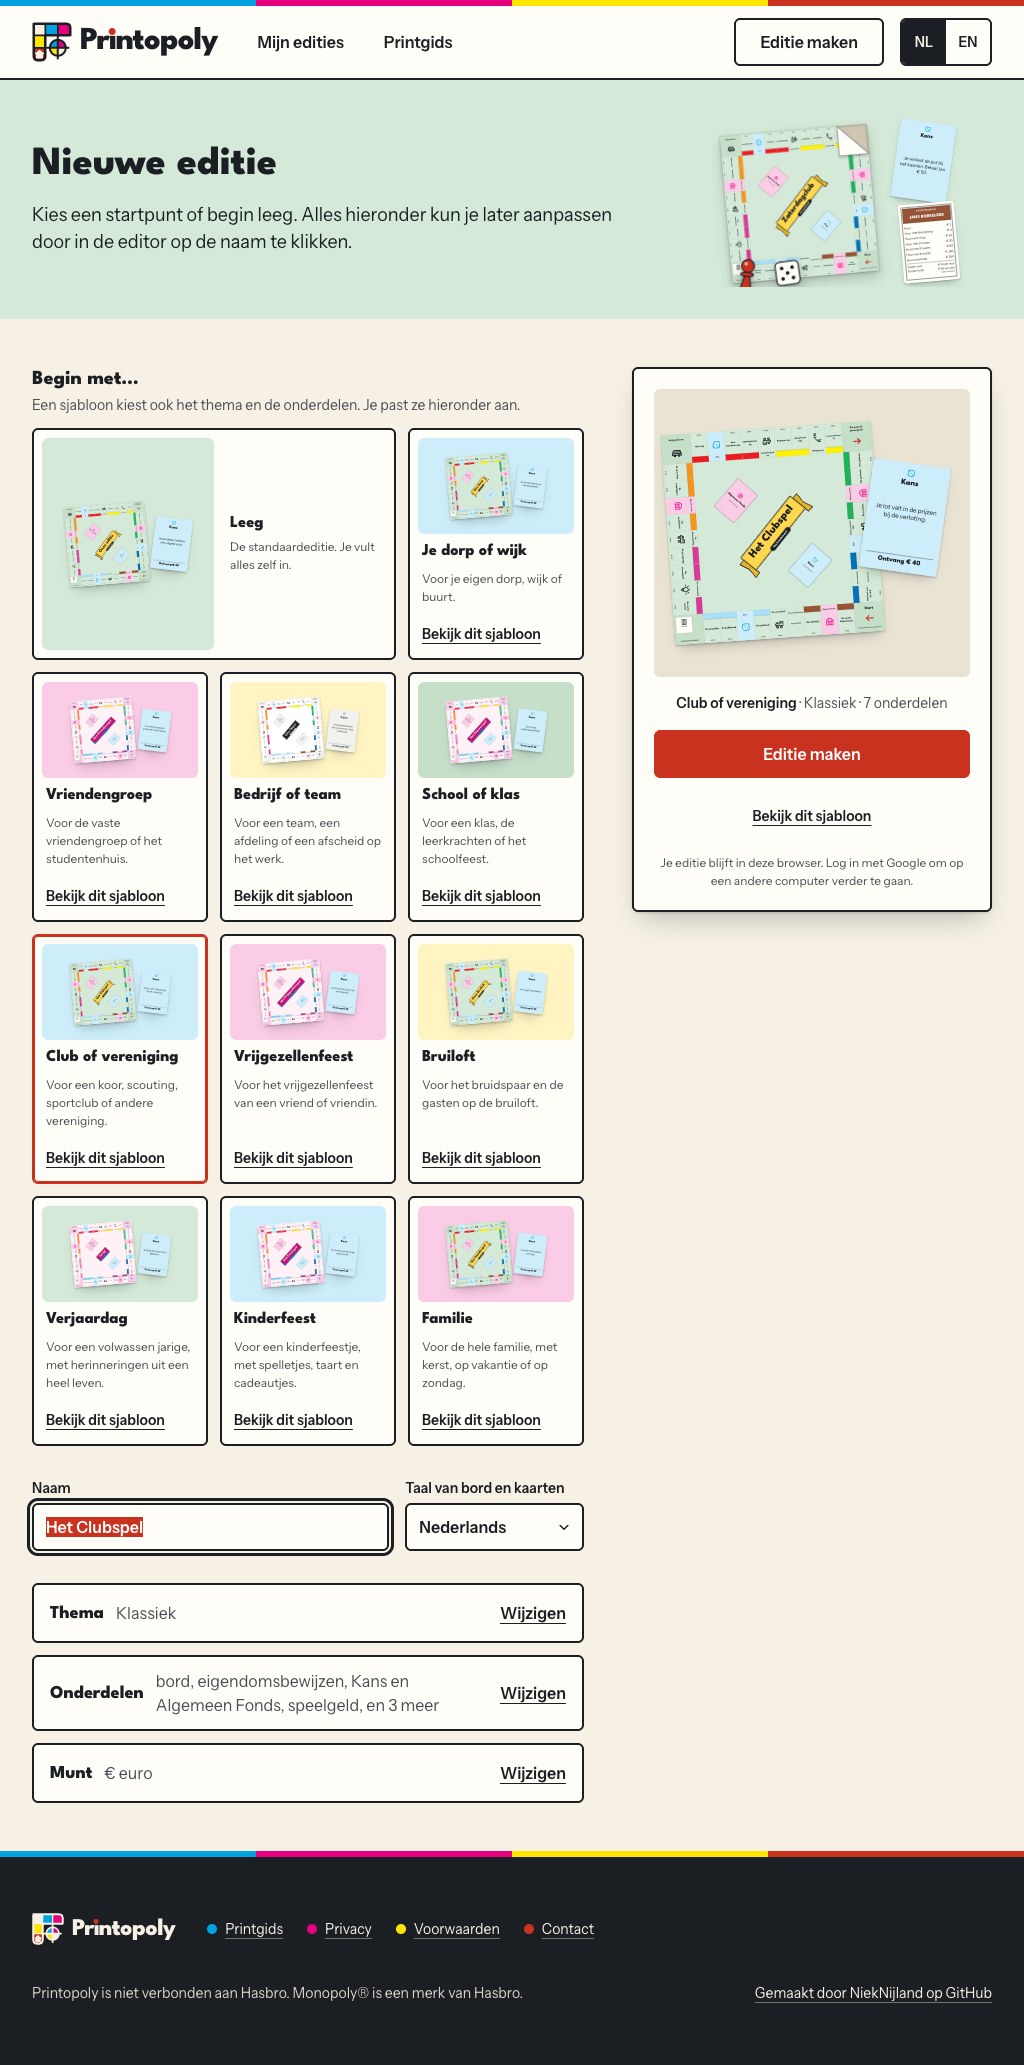 Printopoly
Mijn edities
Printgids
Editie maken
NL
EN
Nieuwe editie
Kies een startpunt of begin leeg. Alles hieronder kun je later aanpassen
door in de editor op de naam te klikken.
Zaterdagclub
Kans
Begin met...
Een sjabloon kiest ook het thema en de onderdelen. Je past ze hieronder aan.
Leeg
De standaardeditie. Je vult
alles zelf in.
Je dorp of wijk
Voor je eigen dorp, wijk of
buurt.
Bekijk dit sjabloon
Het Clubspel
Start
Kans
Je lot valt in de prijzen
bij de verloting.
Ontvang € 40
Club of vereniging · Klassiek · 7 onderdelen
Editie maken
Bekijk dit sjabloon
Je editie blijft in deze browser. Log in met Google om op
een andere computer verder te gaan.
Vriendengroep
Voor de vaste
vriendengroep of het
studentenhuis.
Bekijk dit sjabloon
Bedrijf of team
Voor een team, een
afdeling of een afscheid op
het werk.
Bekijk dit sjabloon
School of klas
Voor een klas, de
leerkrachten of het
schoolfeest.
Bekijk dit sjabloon
Club of vereniging
Voor een koor, scouting,
sportclub of andere
vereniging.
Bekijk dit sjabloon
Vrijgezellenfeest
Voor het vrijgezellenfeest
van een vriend of vriendin.
Bekijk dit sjabloon
Bruiloft
Voor het bruidspaar en de
gasten op de bruiloft.
Bekijk dit sjabloon
Verjaardag
Voor een volwassen jarige,
met herinneringen uit een
heel leven.
Bekijk dit sjabloon
Kinderfeest
Voor een kinderfeestje,
met spelletjes, taart en
cadeautjes.
Bekijk dit sjabloon
Familie
Voor de hele familie, met
kerst, op vakantie of op
zondag.
Bekijk dit sjabloon
Naam
Het Clubspel
Taal van bord en kaarten
Nederlands
Thema Klassiek
Wijzigen
Onderdelen
bord, eigendomsbewijzen, Kans en
Algemeen Fonds, speelgeld, en 3 meer
Wijzigen
Munt € euro
Wijzigen
Printopoly
Printgids
Privacy
Voorwaarden
Contact
Printopoly is niet verbonden aan Hasbro. Monopoly® is een merk van Hasbro.
Gemaakt door NiekNijland op GitHub